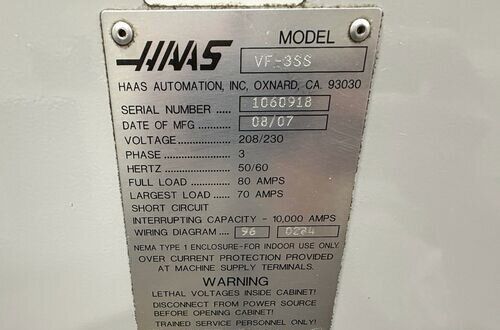 HAAS MODEL VF-3SS
HAAS AUTOMATION, INC, OXNARD, CA. 93030
SERIAL NUMBER 1060918
DATE OF MFG 08/07
VOLTAGE 208/230
PHASE 3
HERTZ 50/60
FULL LOAD 80 AMPS
LARGEST LOAD 70 AMPS
SHORT CIRCUIT
INTERRUPTING CAPACITY - 10,000 AMPS
WIRING DIAGRAM 96 0284
NEMA TYPE 1 ENCLOSURE-FOR INDOOR USE ONLY
OVER CURRENT PROTECTION PROVIDED
AT MACHINE SUPPLY TERMINALS.
WARNING
LETHAL VOLTAGES INSIDE CABINET!
DISCONNECT FROM POWER SOURCE
BEFORE OPENING CABINET!
TRAINED SERVICE PERSONNEL ONLY!